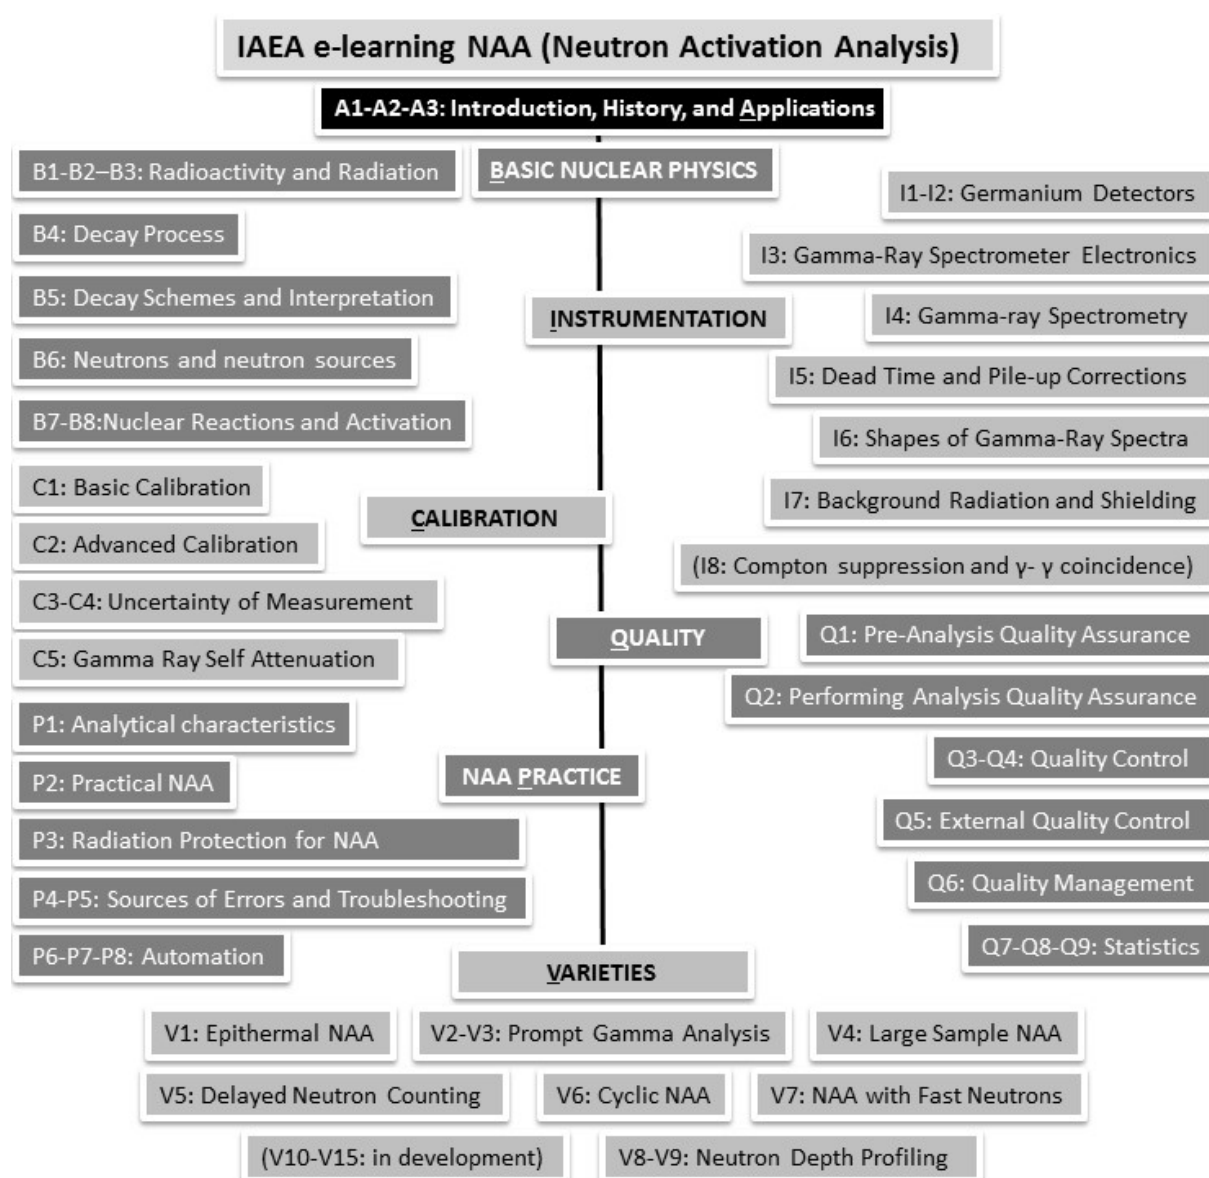 IAEA e-learning NAA (Neutron Activation Analysis)
A1-A2-A3: Introduction, History, and Applications
BASIC NUCLEAR PHYSICS
B1-B2–B3: Radioactivity and Radiation
B4: Decay Process
B5: Decay Schemes and Interpretation
B6: Neutrons and neutron sources
B7-B8:Nuclear Reactions and Activation
INSTRUMENTATION
I1-I2: Germanium Detectors
I3: Gamma-Ray Spectrometer Electronics
I4: Gamma-ray Spectrometry
I5: Dead Time and Pile-up Corrections
I6: Shapes of Gamma-Ray Spectra
I7: Background Radiation and Shielding
(I8: Compton suppression and γ- γ coincidence)
CALIBRATION
C1: Basic Calibration
C2: Advanced Calibration
C3-C4: Uncertainty of Measurement
C5: Gamma Ray Self Attenuation
QUALITY
Q1: Pre-Analysis Quality Assurance
Q2: Performing Analysis Quality Assurance
Q3-Q4: Quality Control
Q5: External Quality Control
Q6: Quality Management
Q7-Q8-Q9: Statistics
NAA PRACTICE
P1: Analytical characteristics
P2: Practical NAA
P3: Radiation Protection for NAA
P4-P5: Sources of Errors and Troubleshooting
P6-P7-P8: Automation
VARIETIES
V1: Epithermal NAA
V2-V3: Prompt Gamma Analysis
V4: Large Sample NAA
V5: Delayed Neutron Counting
V6: Cyclic NAA
V7: NAA with Fast Neutrons
(V10-V15: in development)
V8-V9: Neutron Depth Profiling